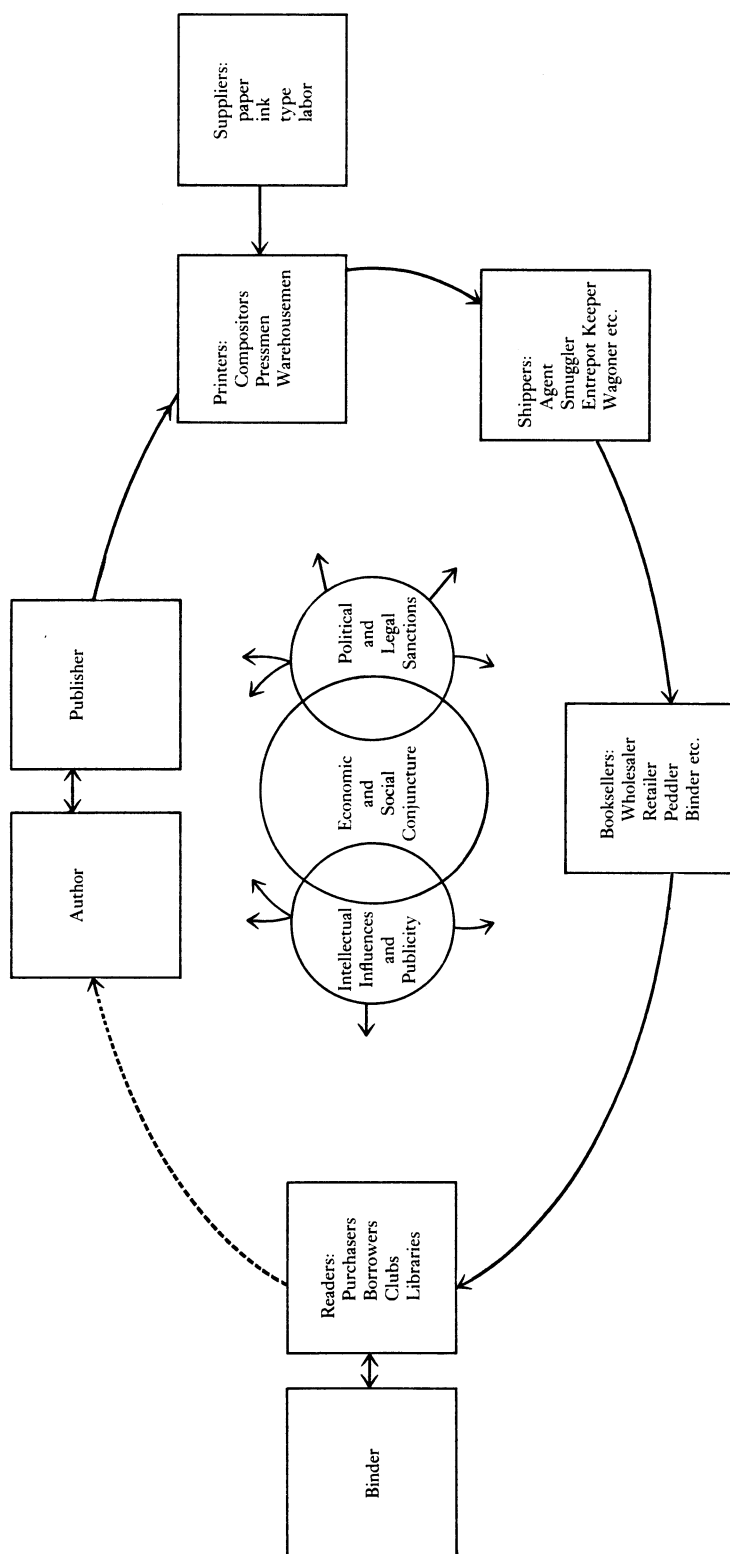 Author
Publisher
Printers:
Compositors
Pressmen
Warehousemen
Suppliers:
paper
ink
type
labor
Shippers:
Agent
Smuggler
Entrepot Keeper
Wagoner etc.
Booksellers:
Wholesaler
Retailer
Peddler
Binder etc.
Readers:
Purchasers
Borrowers
Clubs
Libraries
Binder
Intellectual
Influences
and
Publicity
Economic
and
Social
Conjuncture
Political
and
Legal
Sanctions